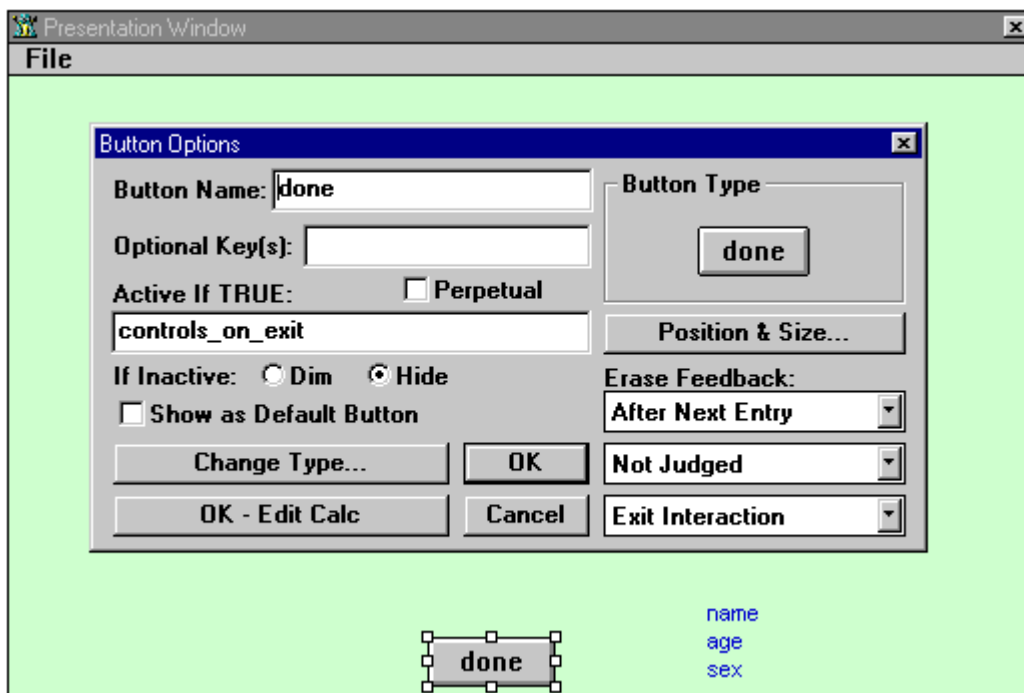 Presentation Window
File
Button Options
Button Name: done
Button Type
done
Optional Key(s):
Active If TRUE:
Perpetual
controls_on_exit
Position & Size...
If Inactive: Dim Hide
Erase Feedback:
Show as Default Button
After Next Entry
Change Type...
OK
Not Judged
OK - Edit Calc
Cancel
Exit Interaction
name
age
sex
done